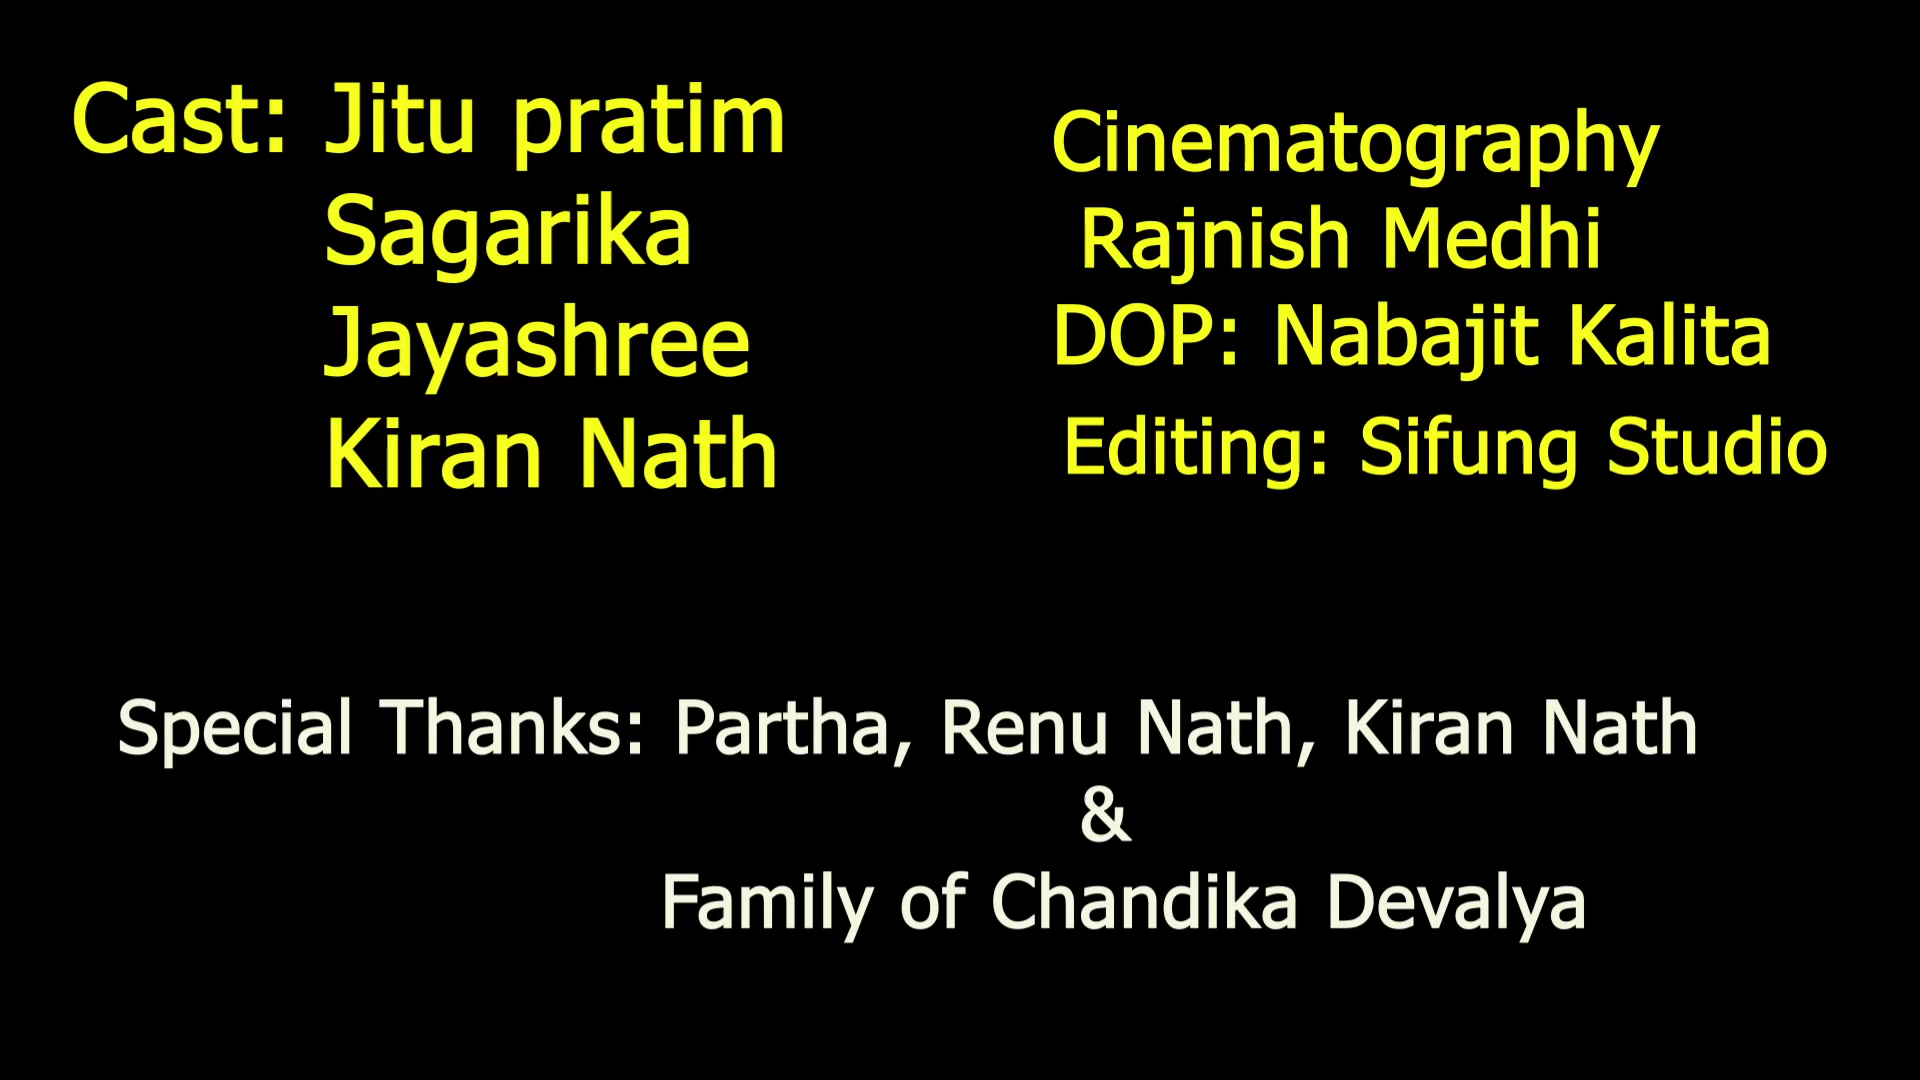 Cast: Jitu pratim
Sagarika
Jayashree
Kiran Nath
Cinematography
Rajnish Medhi
DOP: Nabajit Kalita
Editing: Sifung Studio
Special Thanks: Partha, Renu Nath, Kiran Nath
&
Family of Chandika Devalya